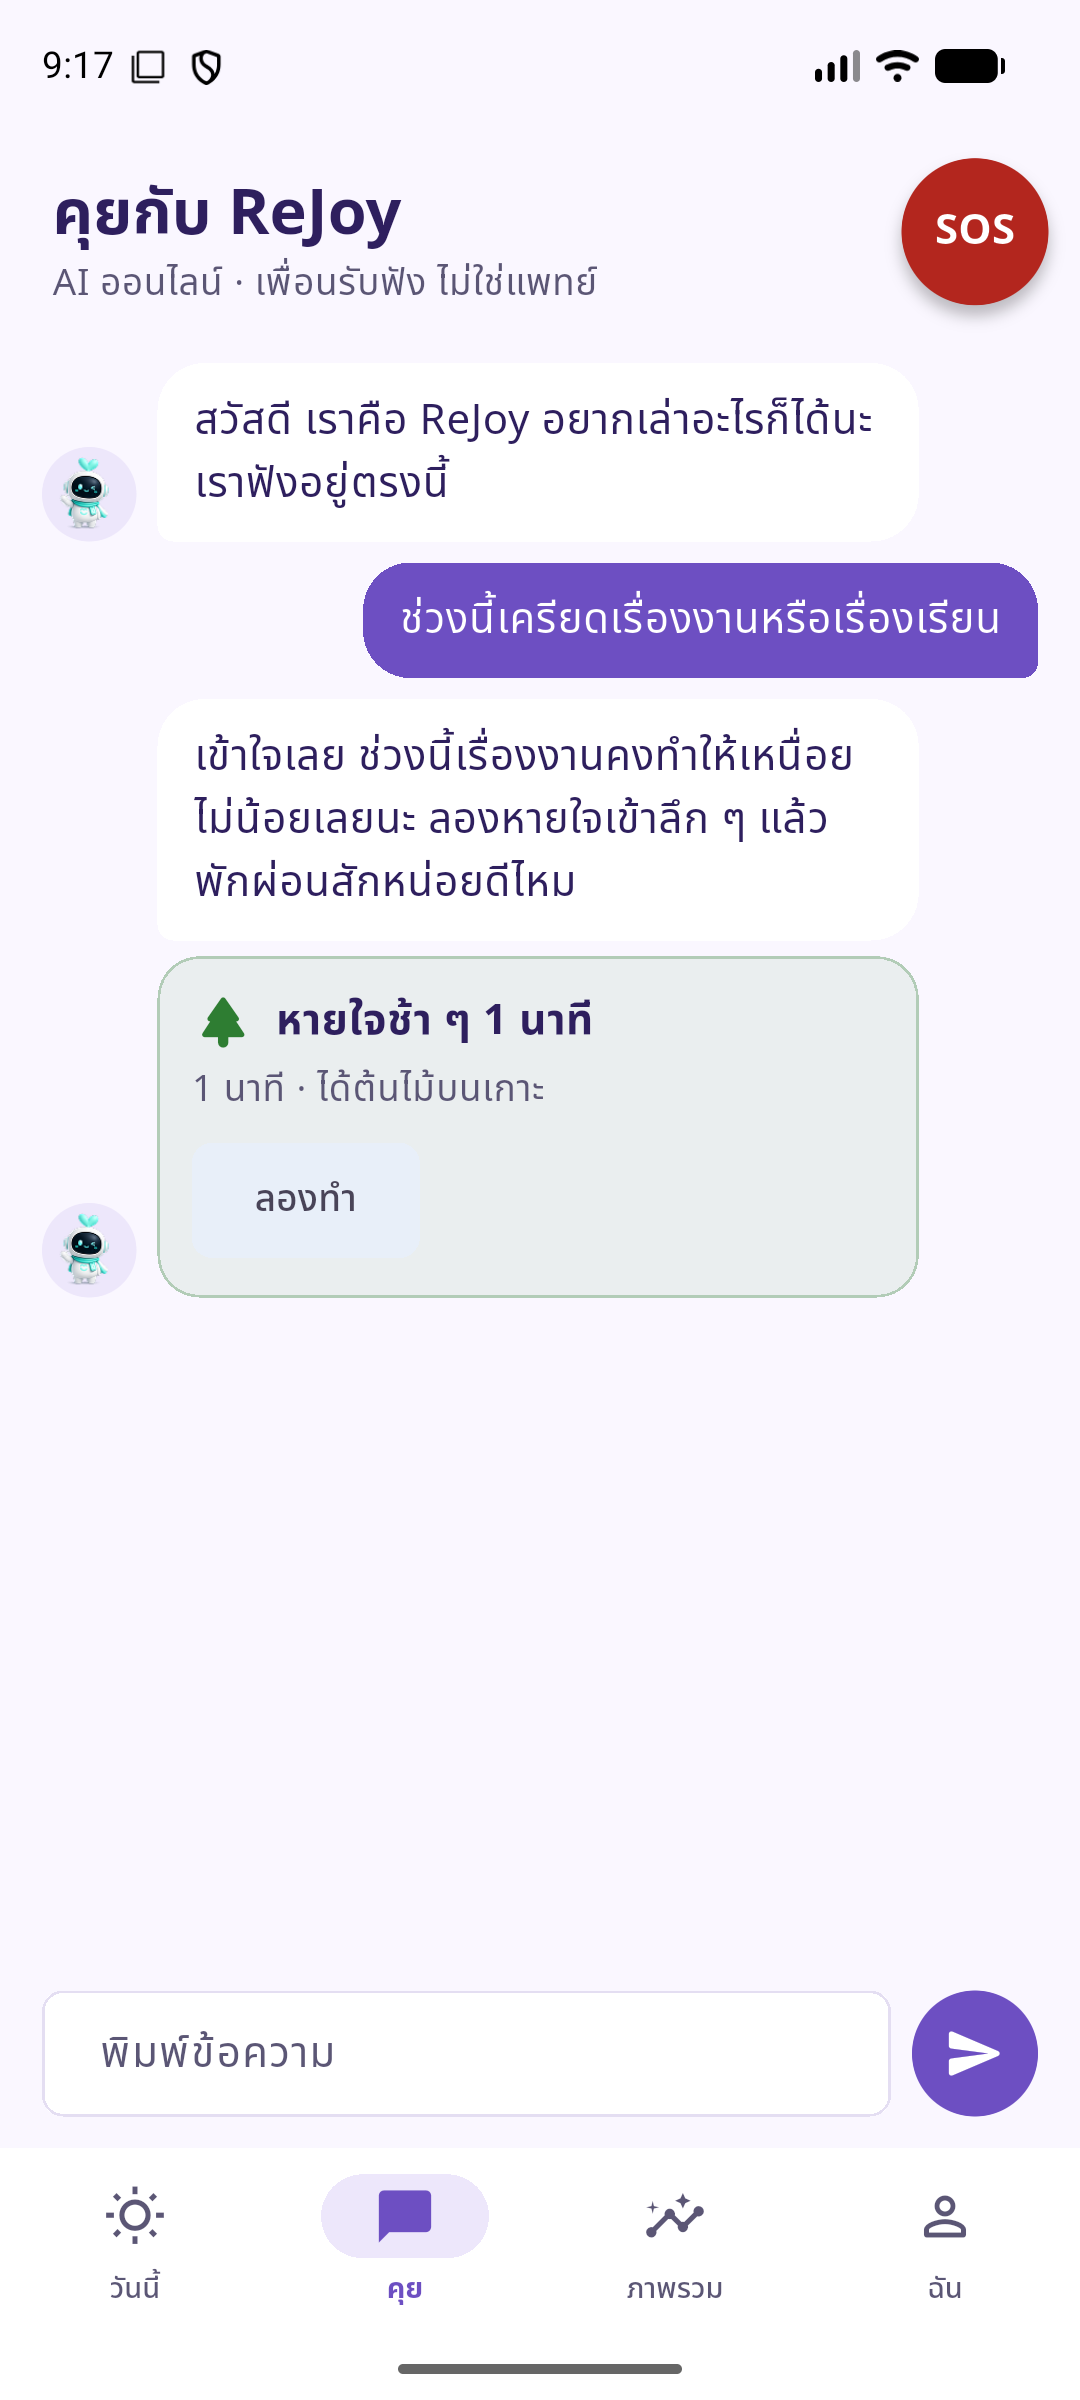 9:17
คุยกับ ReJoy
SOS
AI ออนไลน์ · เพื่อนรับฟัง ไม่ใช่แพทย์
สวัสดี เราคือ ReJoy อยากเล่าอะไรก็ได้นะ
เราฟังอยู่ตรงนี้
ช่วงนี้เครียดเรื่องงานหรือเรื่องเรียน
เข้าใจเลย ช่วงนี้เรื่องงานคงทำให้เหนื่อย
ไม่น้อยเลยนะ ลองหายใจเข้าลึก ๆ แล้ว
พักผ่อนสักหน่อยดีไหม
หายใจช้า ๆ 1 นาที
1 นาที · ได้ต้นไม้บนเกาะ
ลองทำ
พิมพ์ข้อความ
วันนี้
คุย
ภาพรวม
ฉัน